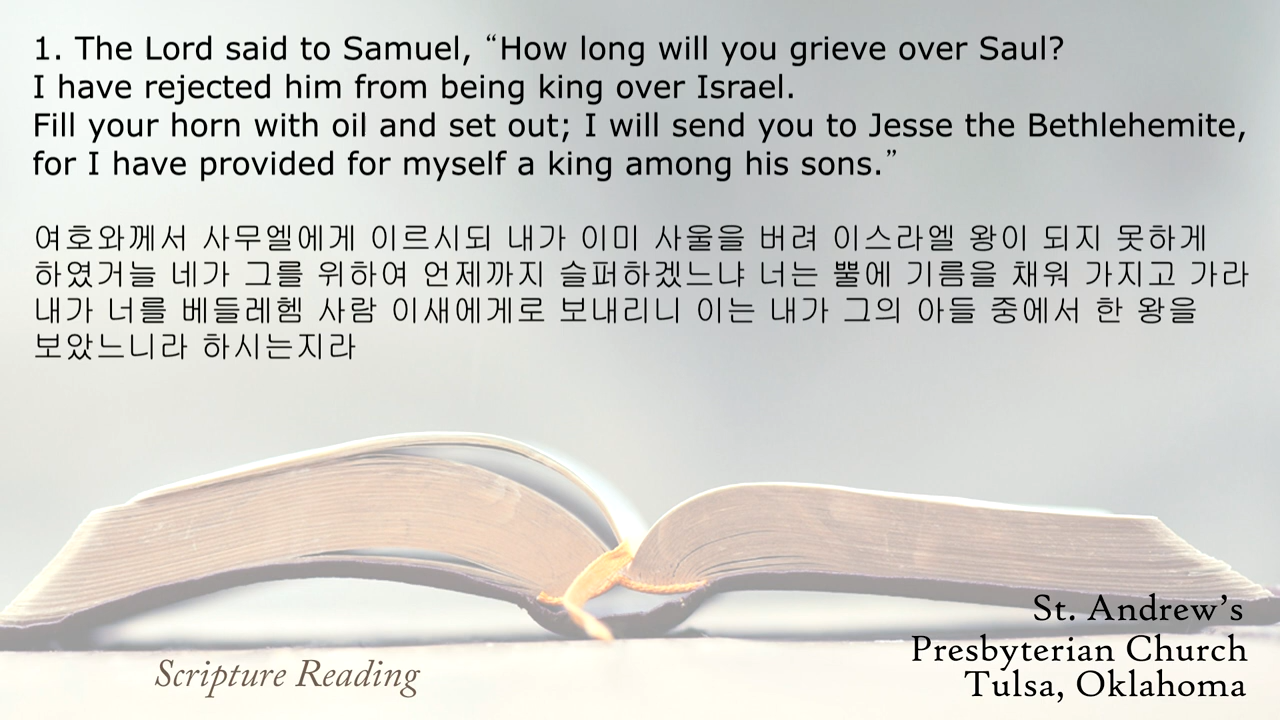 1. The Lord said to Samuel, “How long will you grieve over Saul?
I have rejected him from being king over Israel.
Fill your horn with oil and set out; I will send you to Jesse the Bethlehemite,
for I have provided for myself a king among his sons.”
여호와께서 사무엘에게 이르시되 내가 이미 사울을 버려 이스라엘 왕이 되지 못하게
하였거늘 네가 그를 위하여 언제까지 슬퍼하겠느냐 너는 뿔에 기름을 채워 가지고 가라
내가 너를 베들레헴 사람 이새에게로 보내리니 이는 내가 그의 아들 중에서 한 왕을
보았느니라 하시는지라
St. Andrew’s
Presbyterian Church
Tulsa, Oklahoma
Scripture Reading